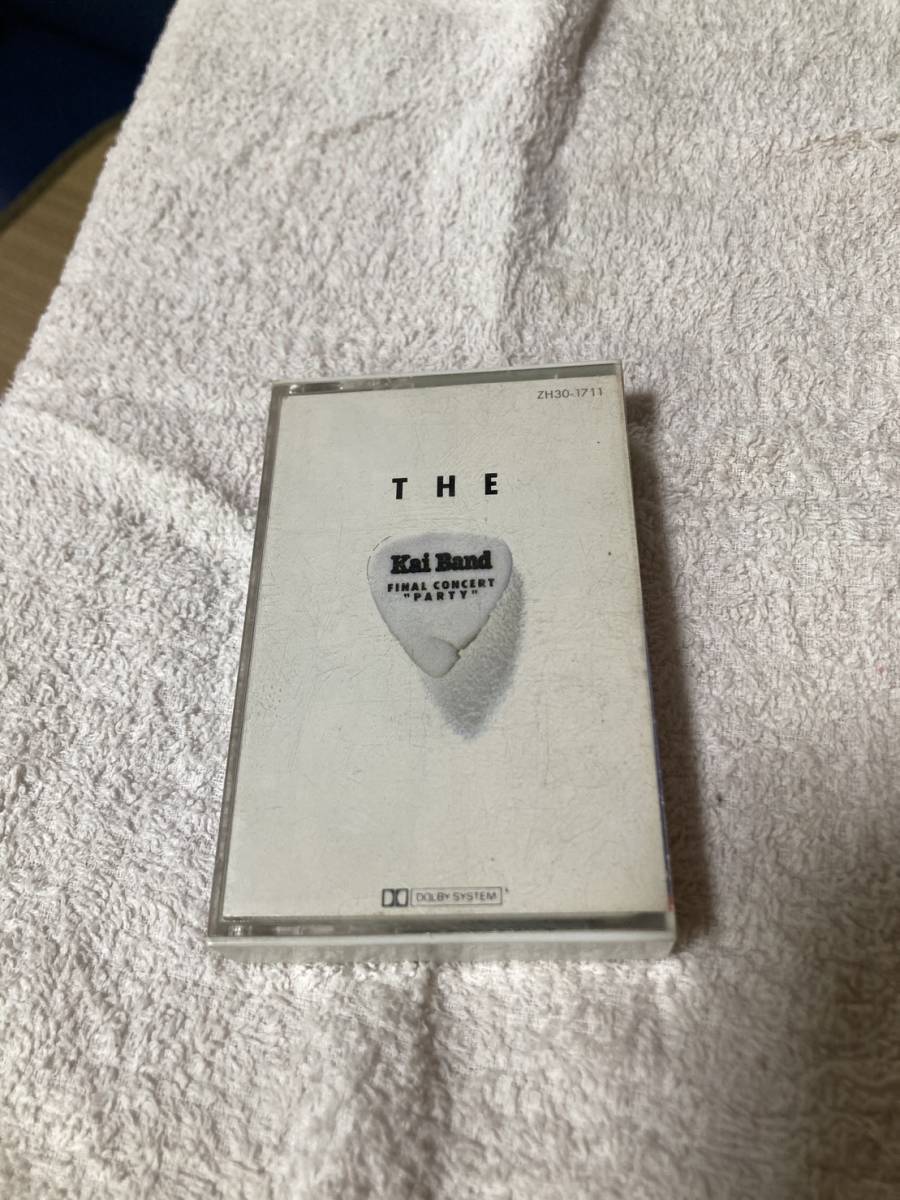 ZH30-1711
THE
Kai Band
FINAL CONCERT
"PARTY"
DOLBY SYSTEM